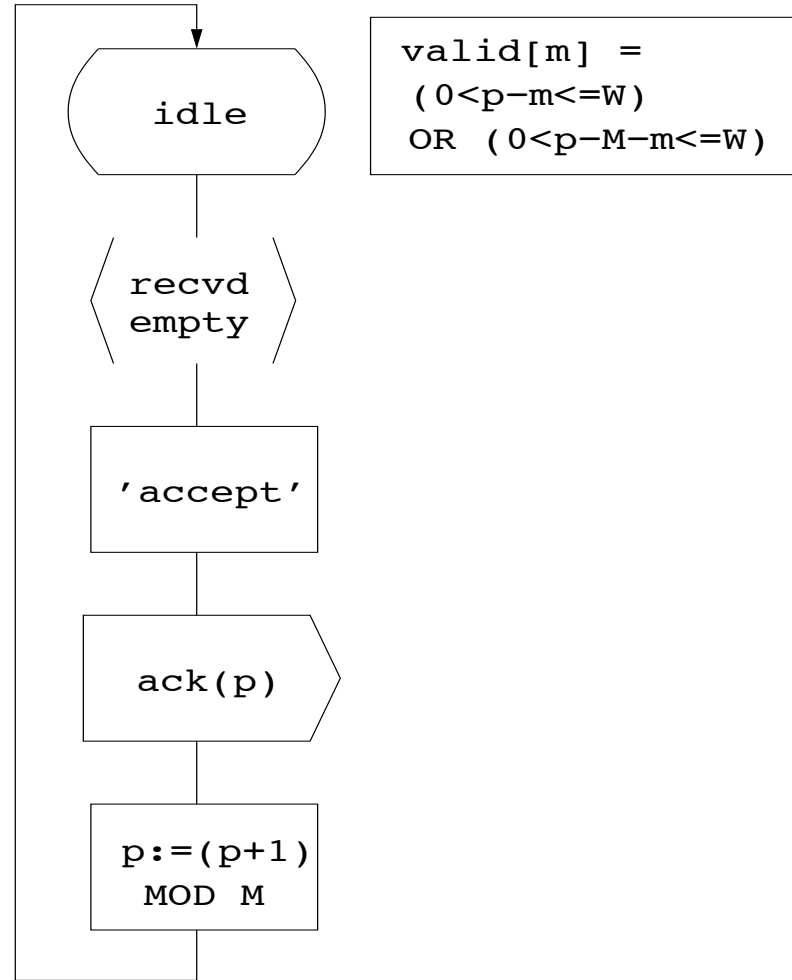 idle
valid[m] =
(0<p−m<=W)
OR (0<p−M−m<=W)
recvd
empty
'accept'
ack(p)
p:=(p+1)
MOD M